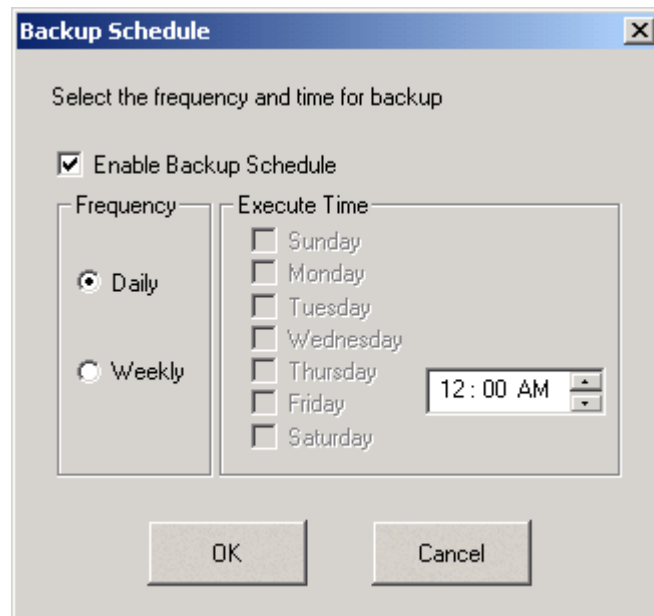 Backup Schedule
Select the frequency and time for backup
Enable Backup Schedule
Frequency
Daily
Weekly
Execute Time
Sunday
Monday
Tuesday
Wednesday
Thursday
Friday
Saturday
12 : 00 AM
OK
Cancel